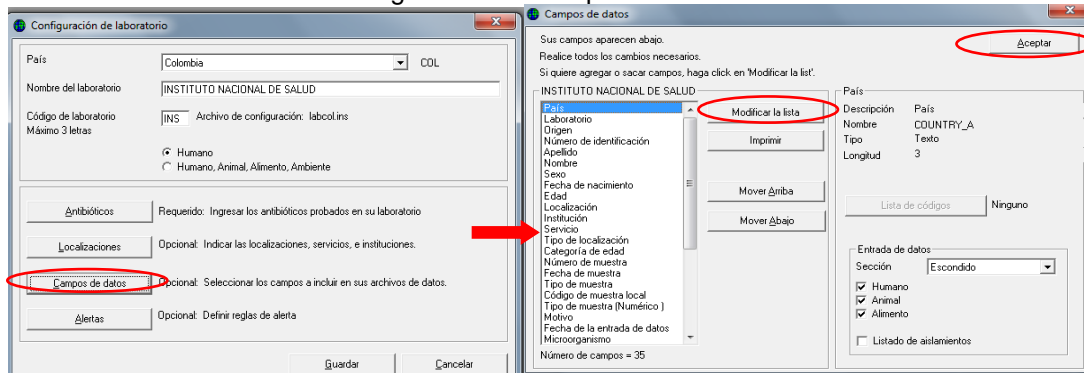 Configuración de laboratorio
País
Colombia
COL
Nombre del laboratorio
INSTITUTO NACIONAL DE SALUD
Código de laboratorio
Máximo 3 letras
INS
Archivo de configuración: labcol.ins
Humano
Humano, Animal, Alimento, Ambiente
Antibióticos
Requerido: Ingresar los antibióticos probados en su laboratorio
Localizaciones
Opcional: Indicar las localizaciones, servicios, e instituciones.
Campos de datos
Opcional: Seleccionar los campos a incluir en sus archivos de datos.
Alertas
Opcional: Definir reglas de alerta
Guardar
Cancelar
Campos de datos
Sus campos aparecen abajo.
Realice todos los cambios necesarios.
Si quiere agregar o sacar campos, haga click en 'Modificar la list'.
Aceptar
INSTITUTO NACIONAL DE SALUD
País
Laboratorio
Origen
Número de identificación
Apellido
Nombre
Sexo
Fecha de nacimiento
Edad
Localización
Institución
Servicio
Tipo de localización
Categoría de edad
Número de muestra
Fecha de muestra
Tipo de muestra
Código de muestra local
Tipo de muestra (Numérico )
Motivo
Fecha de la entrada de datos
Microorganismo
Número de campos = 35
Modificar la lista
Imprimir
Mover Arriba
Mover Abajo
País
Descripción País
Nombre COUNTRY_A
Tipo Texto
Longitud 3
Lista de códigos
Ninguno
Entrada de datos
Sección
Escondido
Humano
Animal
Alimento
Listado de aislamientos